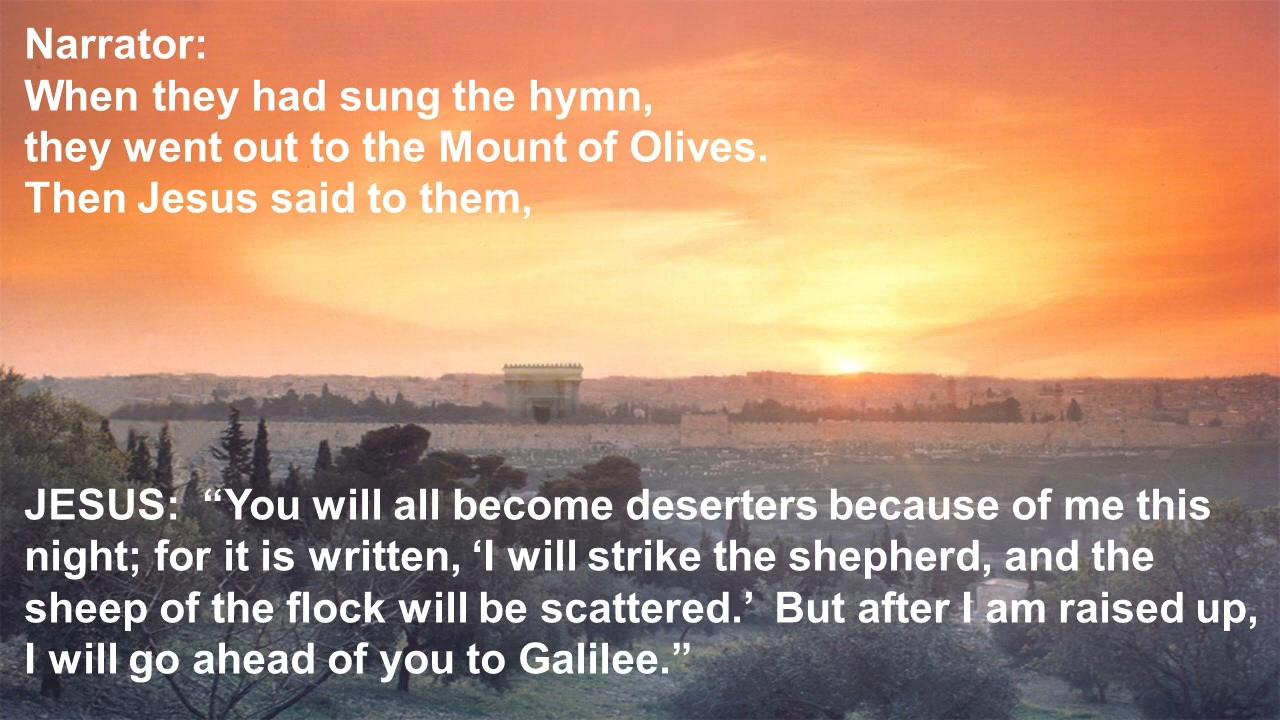 Narrator:
When they had sung the hymn,
they went out to the Mount of Olives.
Then Jesus said to them,
JESUS:  “You will all become deserters because of me this
night; for it is written, ‘I will strike the shepherd, and the
sheep of the flock will be scattered.’  But after I am raised up,
I will go ahead of you to Galilee.”